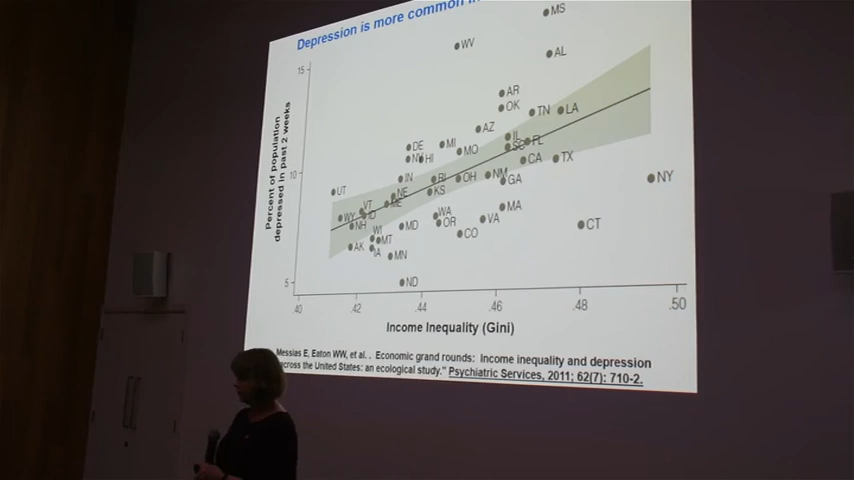 Depression is more common in
MS
WV
AL
15
AR
OK
TN
LA
AZ
IL
FL
DE
MI
MO
NV
HI
CA
TX
Percent of population
depressed in past 2 weeks
10
IN
RI
OH
NM
GA
NY
UT
NE
KS
VT
ME
WY
ID
WA
MA
NH
MD
OR
VA
CT
WI
CO
AK
MT
IA
MN
5
ND
.40
.42
.44
.46
.48
.50
Income Inequality (Gini)
Messias E, Eaton WW, et al. . Economic grand rounds: Income inequality and depression
across the United States: an ecological study." Psychiatric Services, 2011; 62(7): 710-2.